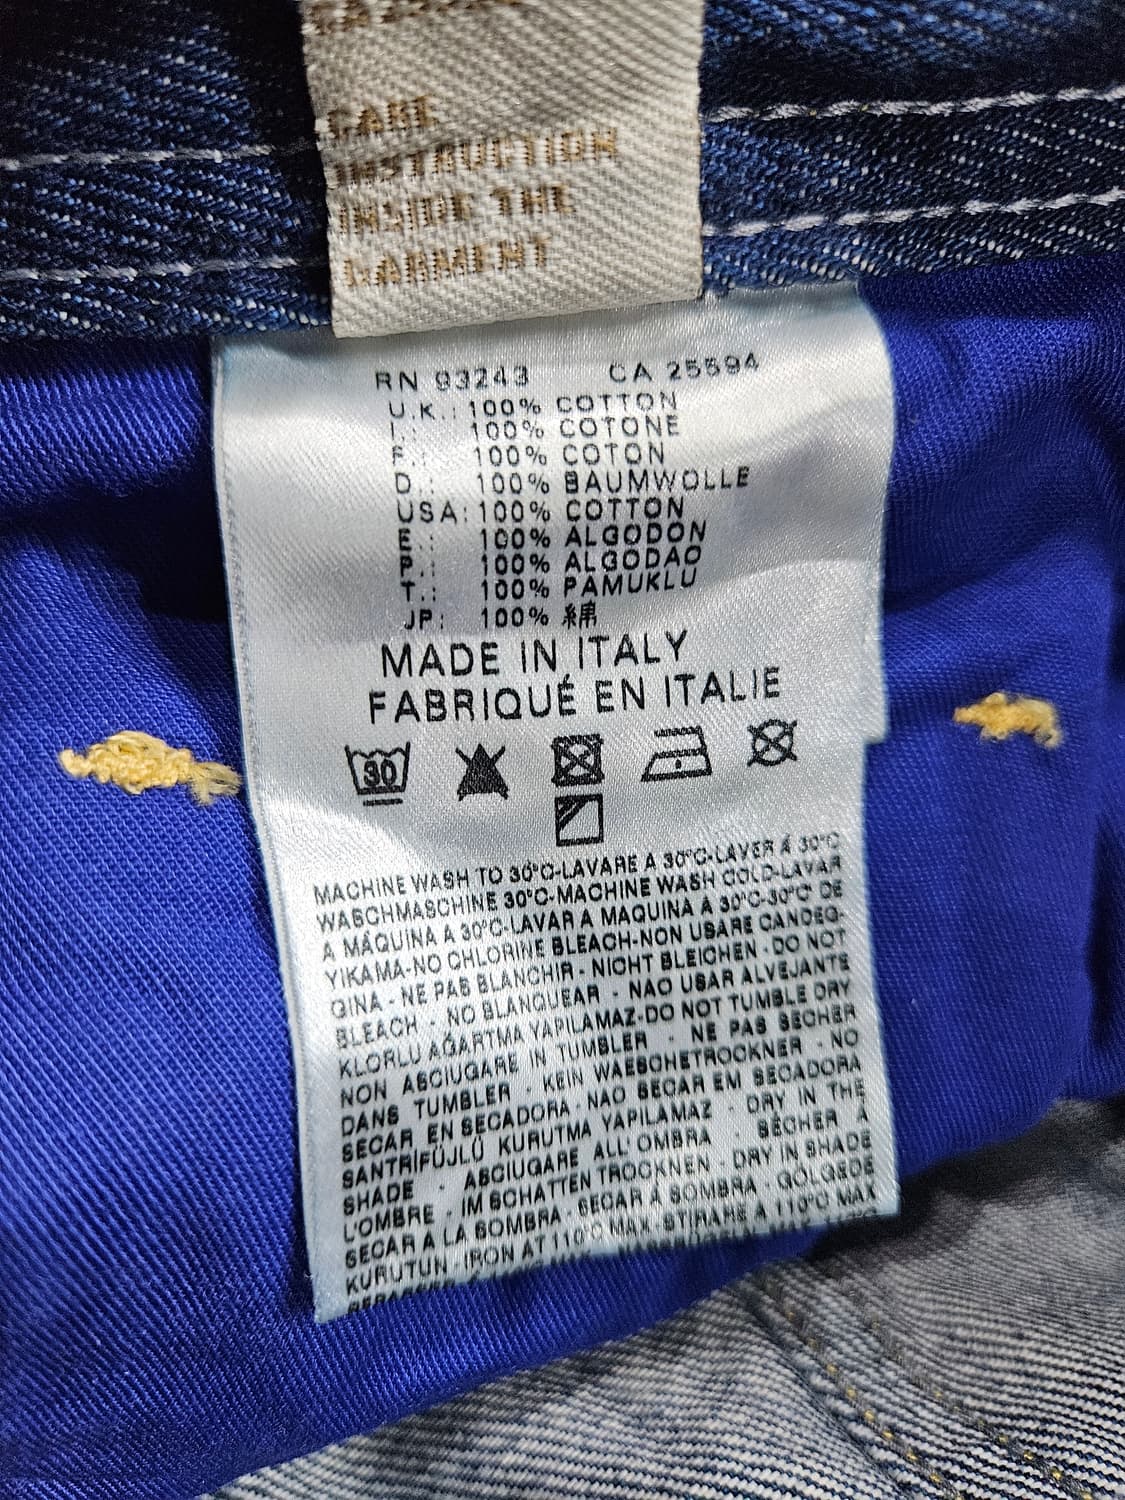 CARE
INSTRUCTION
INSIDE THE
GARMENT
RN 93243 CA 25594
U.K.: 100% COTTON
I.: 100% COTONE
F.: 100% COTON
D.: 100% BAUMWOLLE
USA: 100% COTTON
E.: 100% ALGODON
P.: 100% ALGODAO
T.: 100% PAMUKLU
JP: 100% 綿
MADE IN ITALY
FABRIQUÉ EN ITALIE
30
MACHINE WASH TO 30°C-LAVARE A 30°C-LAVER Á 30°C
WASCHMASCHINE 30°C-MACHINE WASH COLD-LAVAR
A MÁQUINA A 30°C-LAVAR A MAQUINA Á 30°C-30°C DE
YIKAMA-NO CHLORINE BLEACH-NON USARE CANDEG-
GINA - NE PAS BLANCHIR - NICHT BLEICHEN - DO NOT
BLEACH - NO BLANQUEAR - NAO USAR ALVEJANTE
KLORLU AĞARTMA YAPILAMAZ-DO NOT TUMBLE DRY
NON ASCIUGARE IN TUMBLER - NE PAS SECHER
DANS TUMBLER - KEIN WAESCHETROCKNER - NO
SECAR EN SECADORA - NAO SECAR EM SECADORA
SANTRİFÜJLÜ KURUTMA YAPILAMAZ - DRY IN THE
SHADE - ASCIUGARE ALL'OMBRA - SÈCHER Á
L'OMBRE - IM SCHATTEN TROCKNEN - DRY IN SHADE
SECAR A LA SOMBRA - SECAR Á SOMBRA - GÖLGEDE
KURUTUN - IRON AT 110°C MAX - STIRARE A 110°C MAX